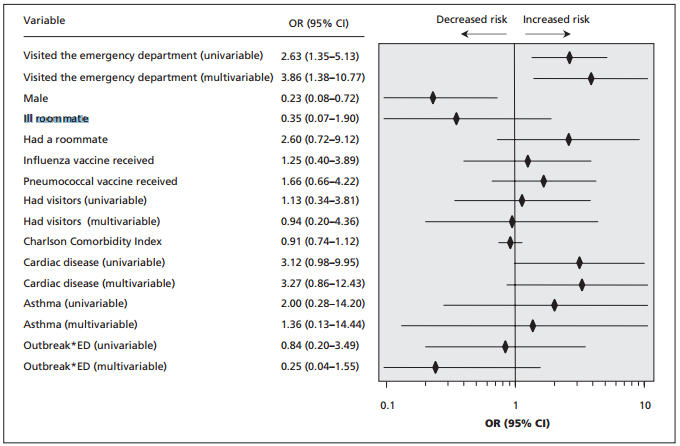 Variable OR (95% CI) Decreased risk Increased risk
Visited the emergency department (univariable) 2.63 (1.35–5.13)
Visited the emergency department (multivariable) 3.86 (1.38–10.77)
Male 0.23 (0.08–0.72)
Ill roommate 0.35 (0.07–1.90)
Had a roommate 2.60 (0.72–9.12)
Influenza vaccine received 1.25 (0.40–3.89)
Pneumococcal vaccine received 1.66 (0.66–4.22)
Had visitors (univariable) 1.13 (0.34–3.81)
Had visitors (multivariable) 0.94 (0.20–4.36)
Charlson Comorbidity Index 0.91 (0.74–1.12)
Cardiac disease (univariable) 3.12 (0.98–9.95)
Cardiac disease (multivariable) 3.27 (0.86–12.43)
Asthma (univariable) 2.00 (0.28–14.20)
Asthma (multivariable) 1.36 (0.13–14.44)
Outbreak*ED (univariable) 0.84 (0.20–3.49)
Outbreak*ED (multivariable) 0.25 (0.04–1.55)
0.1 1 10
OR (95% CI)